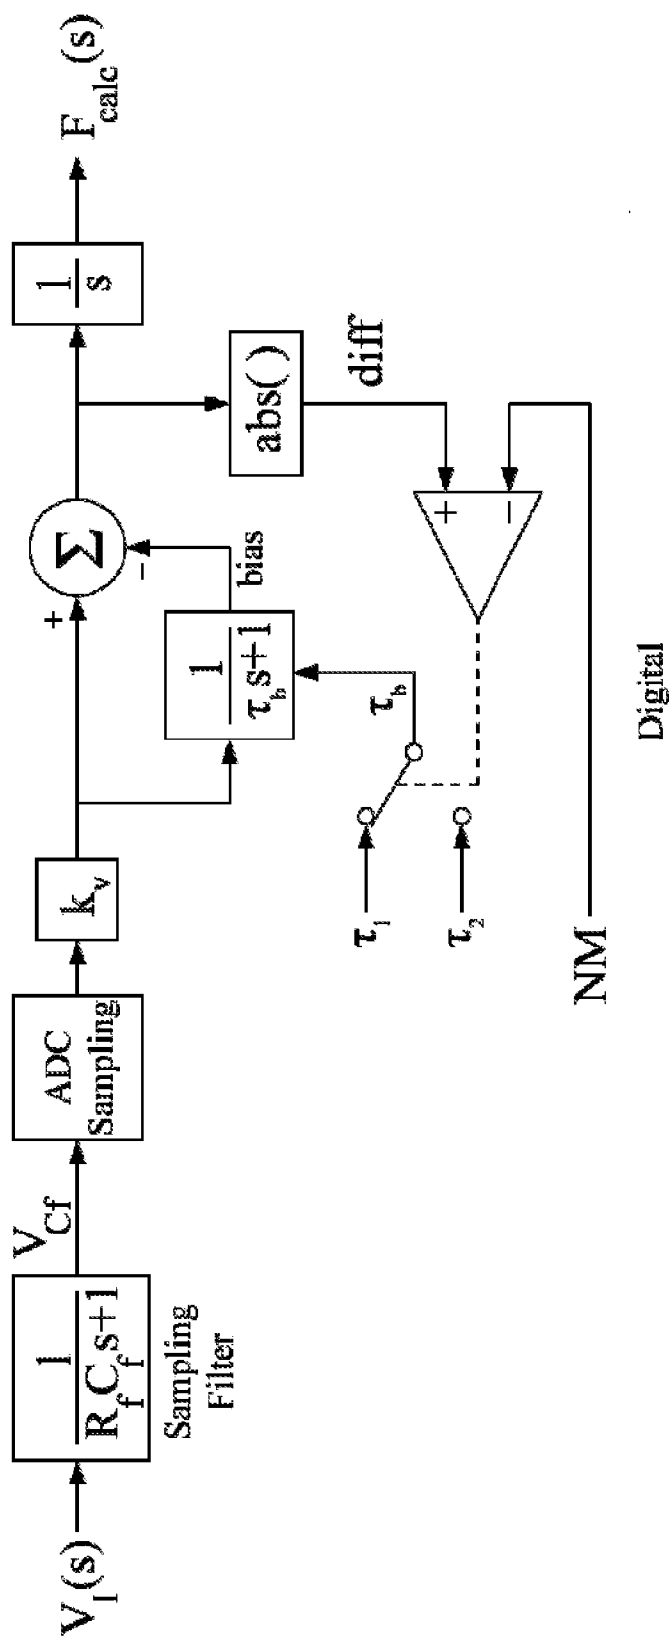 V_I(s)
1
R_f C_f s+1
Sampling
Filter
V_Cf
ADC
Sampling
k_v
+
-
Σ
1
τ_b s+1
bias
τ_b
τ_1
τ_2
1
s
F_calc(s)
abs( )
diff
+
-
NM
Digital